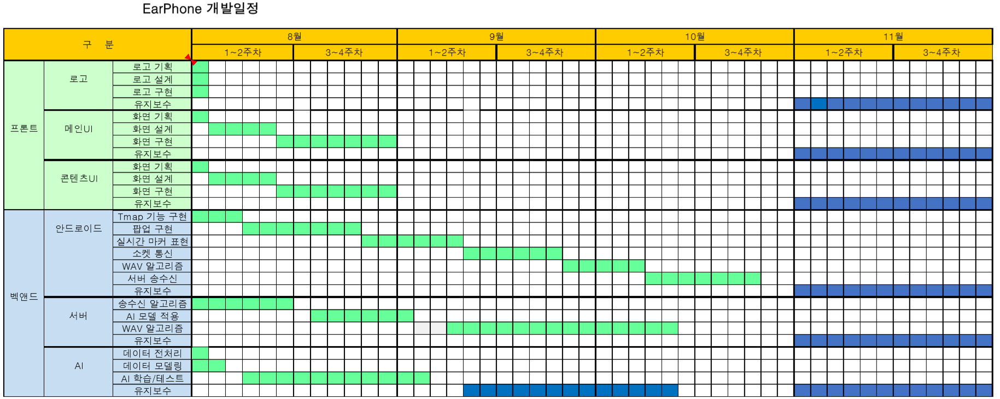 EarPhone 개발일정
구 분
8월 9월 10월 11월
1~2주차 3~4주차 1~2주차 3~4주차 1~2주차 3~4주차 1~2주차 3~4주차
프론트
로고
로고 기획
로고 설계
로고 구현
유지보수
메인UI
화면 기획
화면 설계
화면 구현
유지보수
콘텐츠UI
화면 기획
화면 설계
화면 구현
유지보수
벡앤드
안드로이드
Tmap 기능 구현
팝업 구현
실시간 마커 표현
소켓 통신
WAV 알고리즘
서버 송수신
유지보수
서버
송수신 알고리즘
AI 모델 적용
WAV 알고리즘
유지보수
AI
데이터 전처리
데이터 모델링
AI 학습/테스트
유지보수